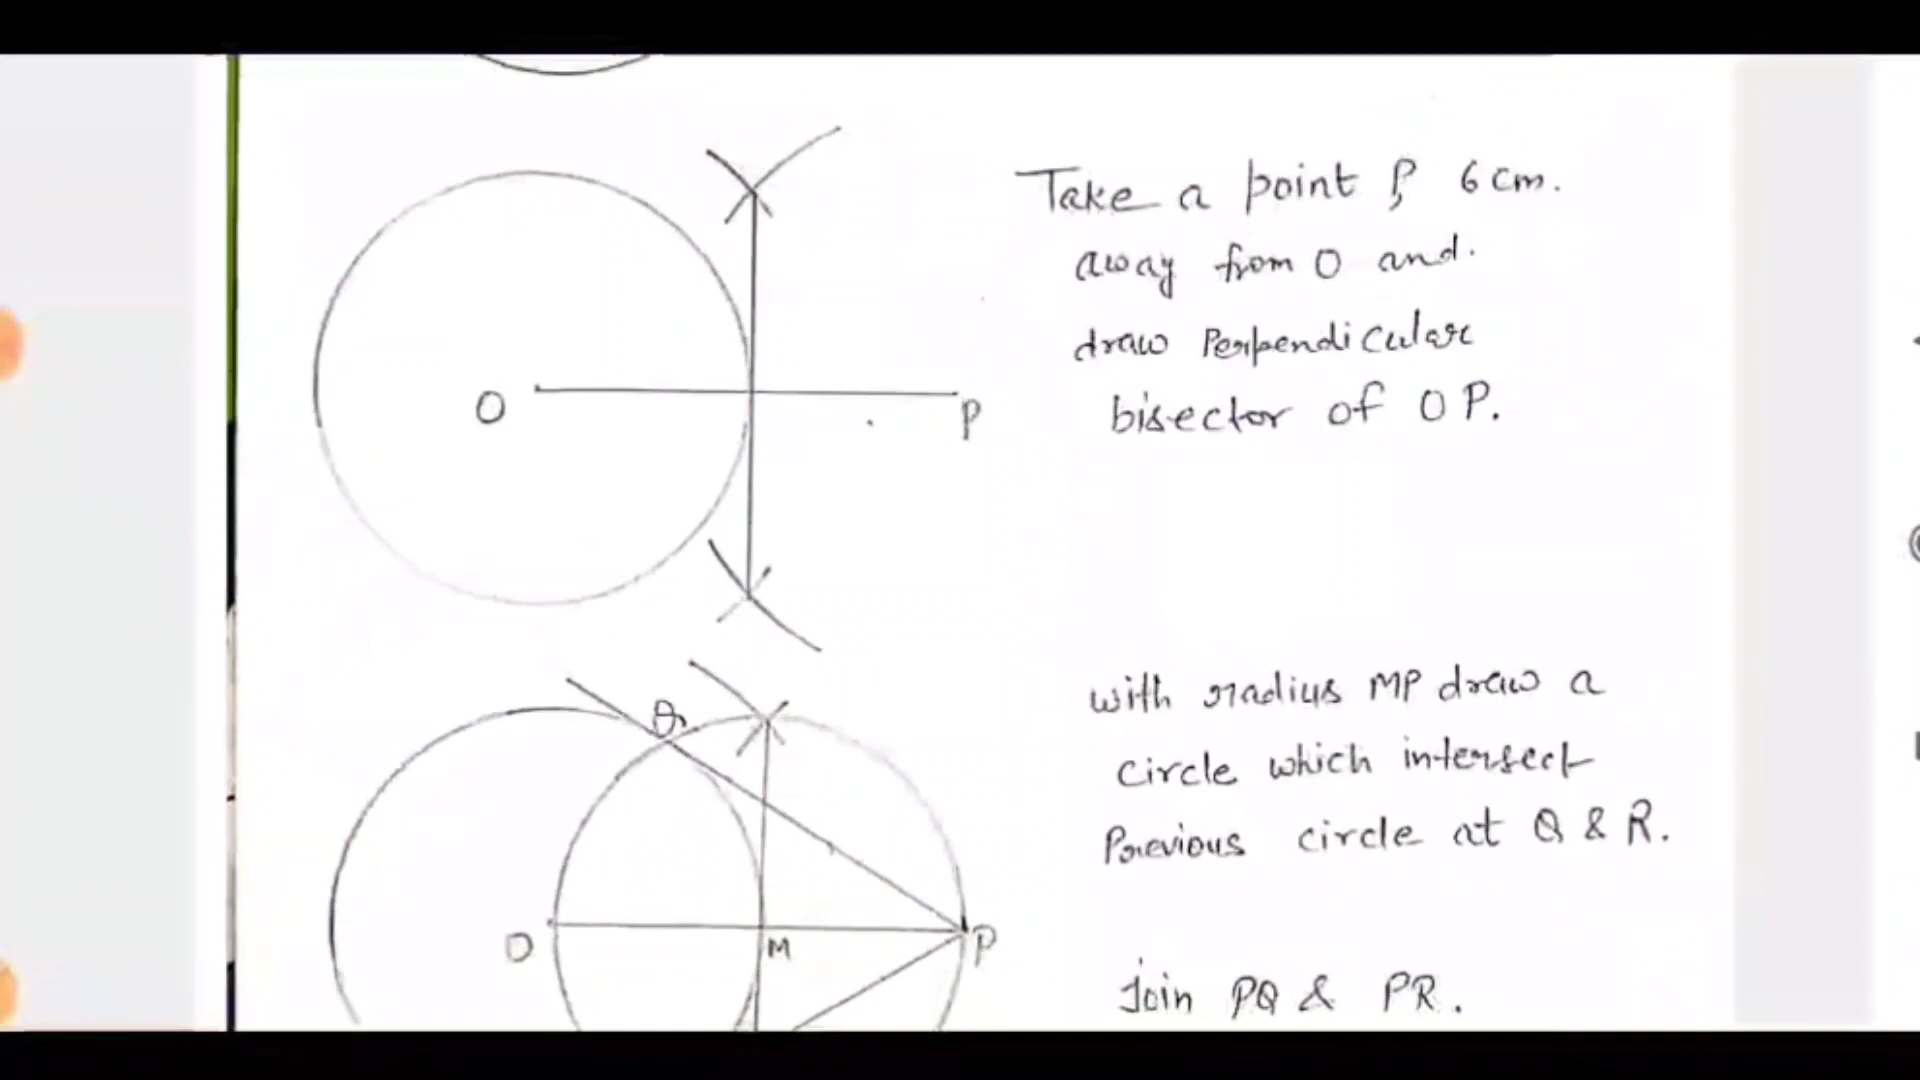 Take a point P, 6 cm.
away from O and.
draw Perpendicular
bisector of OP.
O
P
with radius MP draw a
circle which intersect
Previous circle at Q & R.
Q
O
M
P
Join PQ & PR.